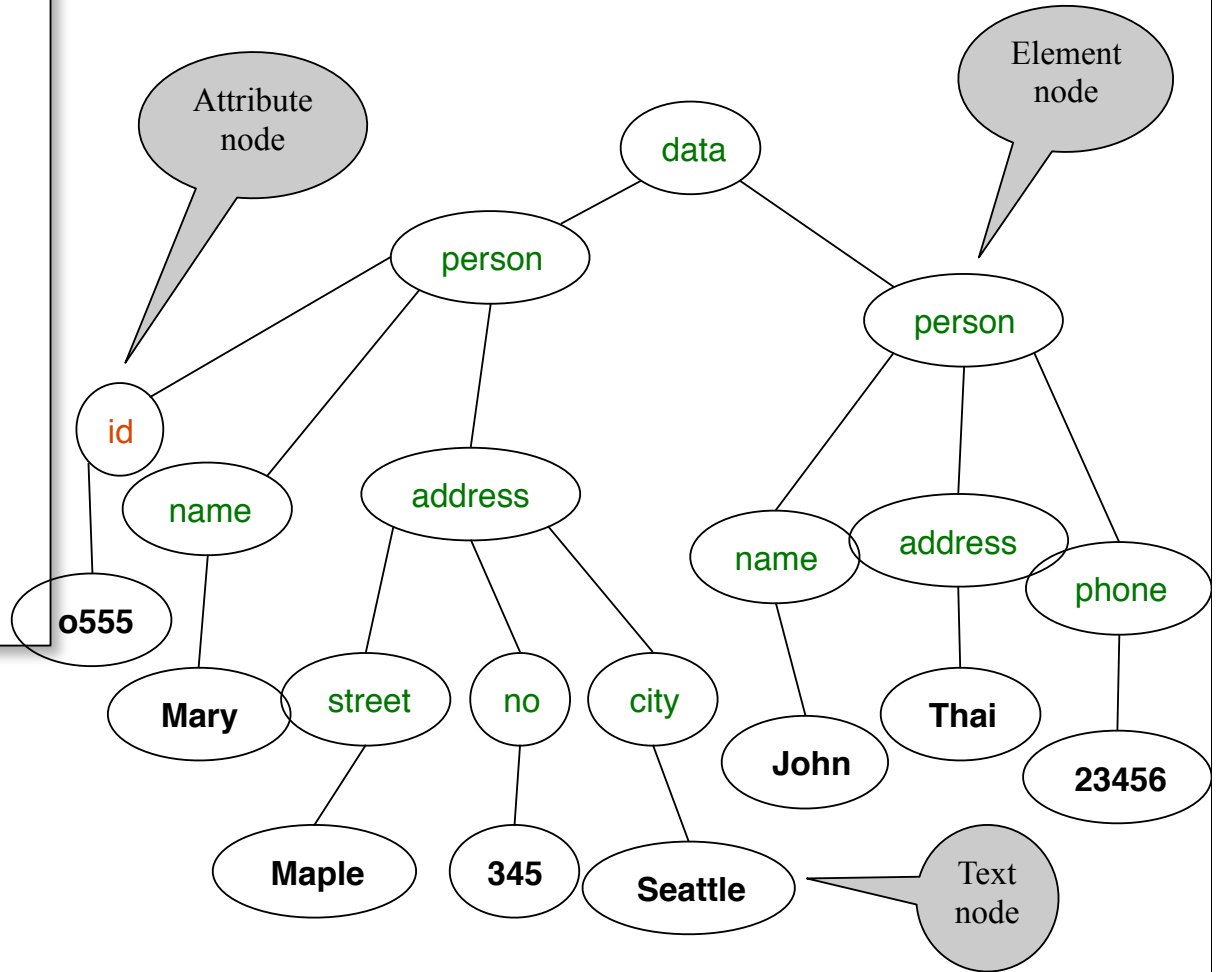 Element
node
Attribute
node
data
person
person
id
name
address
name
address
phone
o555
Mary
street
no
city
John
Thai
23456
Maple
345
Seattle
Text
node